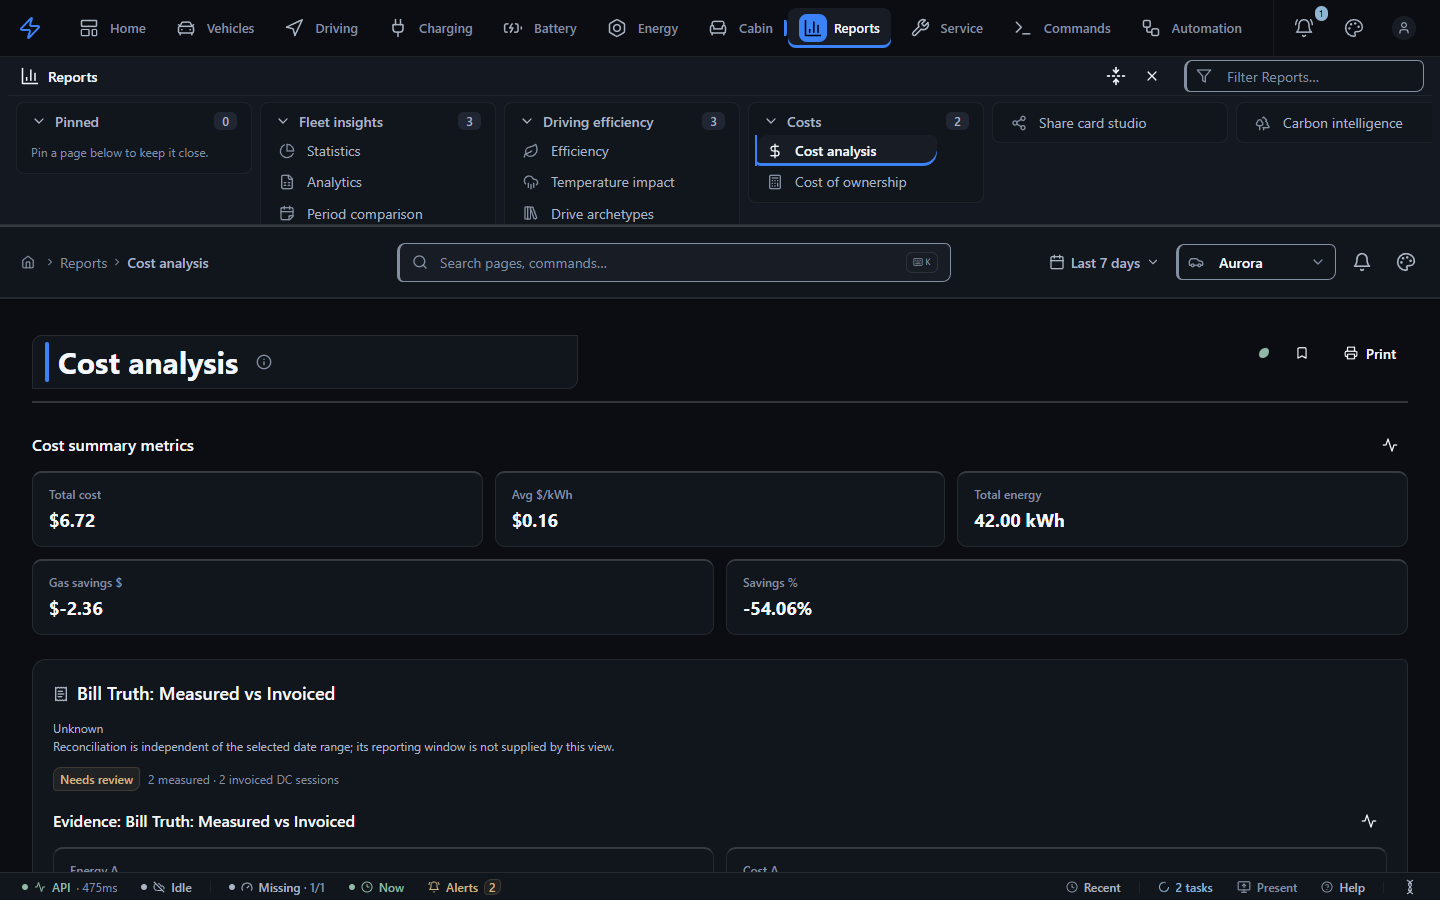 Home
Vehicles
Driving
Charging
Battery
Energy
Cabin
Reports
Service
Commands
Automation
1
Reports
Filter Reports...
Pinned 0
Pin a page below to keep it close.
Fleet insights 3
Statistics
Analytics
Period comparison
Driving efficiency 3
Efficiency
Temperature impact
Drive archetypes
Costs 2
Cost analysis
Cost of ownership
Share card studio
Carbon intelligence
Reports
Cost analysis
Search pages, commands...
K
Last 7 days
Aurora
Cost analysis
Print
Cost summary metrics
Total cost
$6.72
Avg $/kWh
$0.16
Total energy
42.00 kWh
Gas savings $
$-2.36
Savings %
-54.06%
Bill Truth: Measured vs Invoiced
Unknown
Reconciliation is independent of the selected date range; its reporting window is not supplied by this view.
Needs review 2 measured · 2 invoiced DC sessions
Evidence: Bill Truth: Measured vs Invoiced
Energy Δ
Cost Δ
API · 475ms
Idle
Missing · 1/1
Now
Alerts 2
Recent
2 tasks
Present
Help